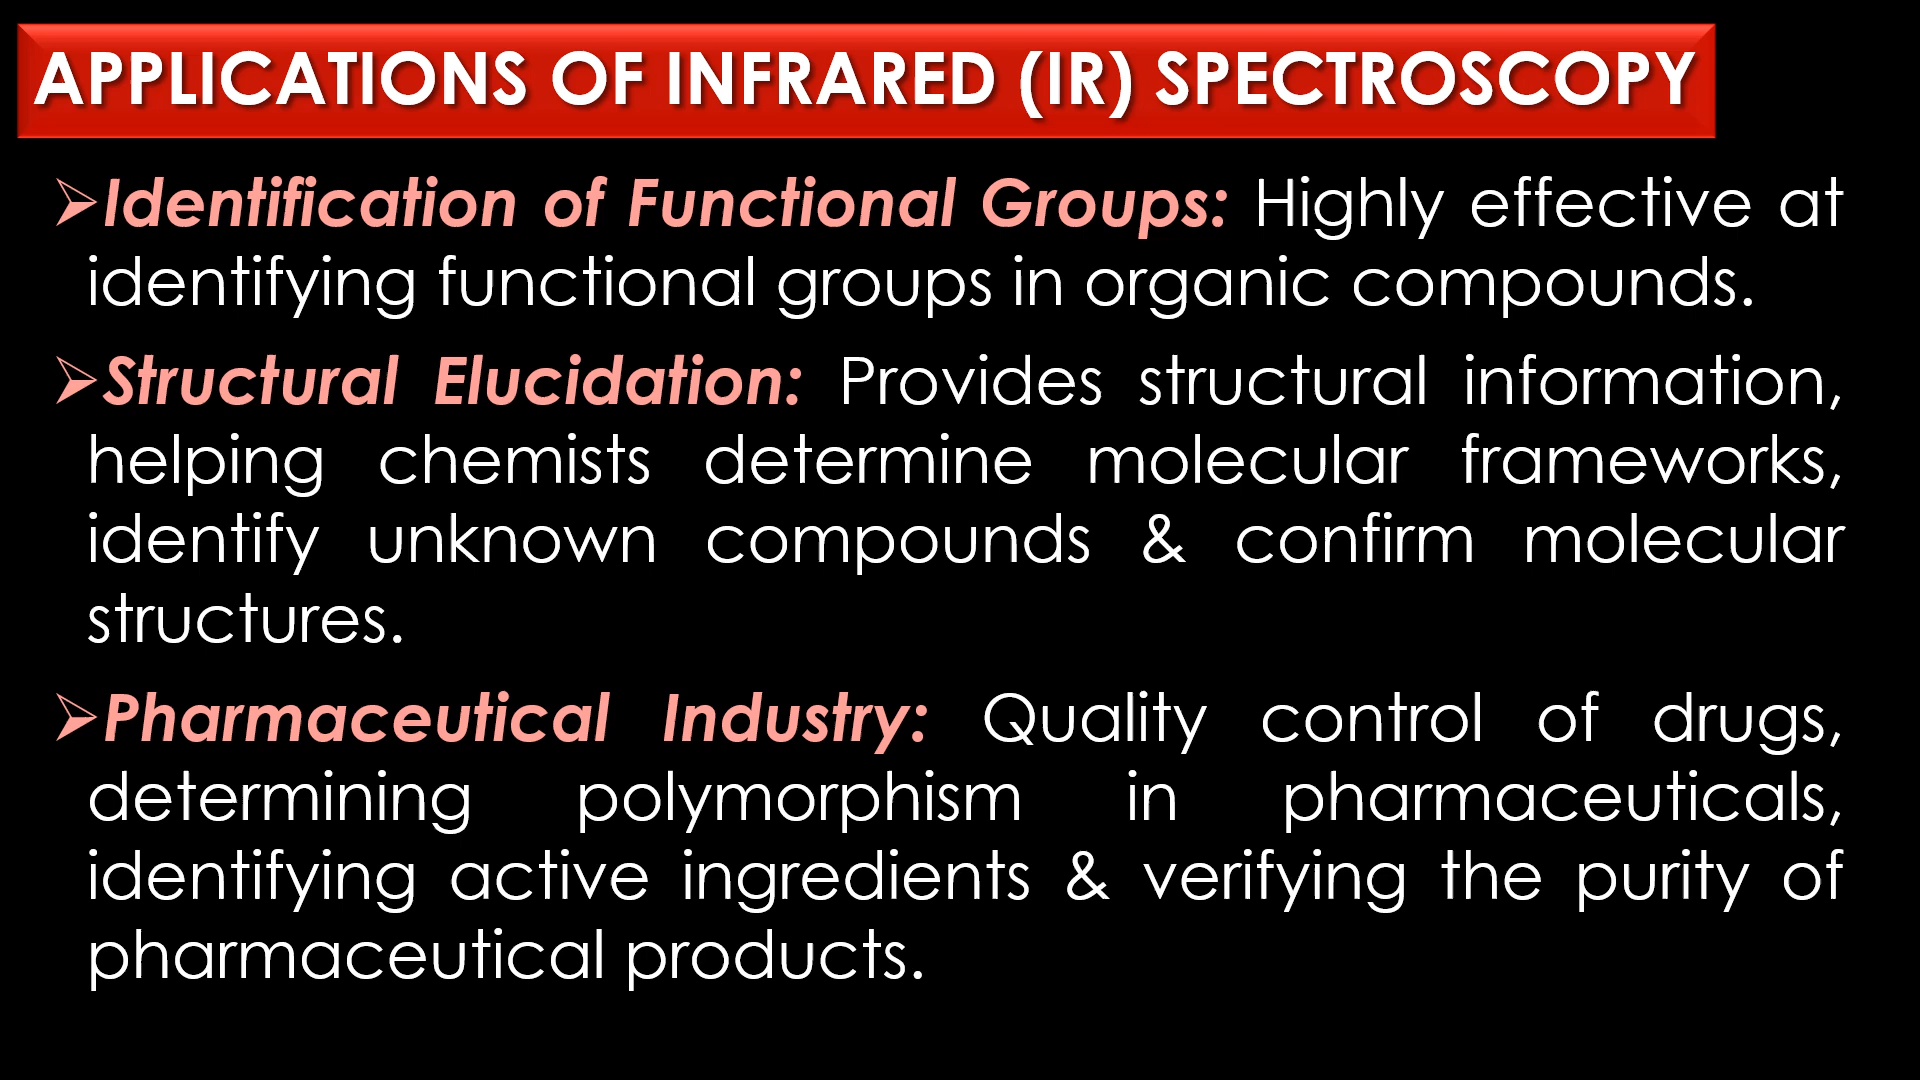 APPLICATIONS OF INFRARED (IR) SPECTROSCOPY
➢Identification of Functional Groups: Highly effective at
identifying functional groups in organic compounds.
➢Structural Elucidation: Provides structural information,
helping chemists determine molecular frameworks,
identify unknown compounds & confirm molecular
structures.
➢Pharmaceutical Industry: Quality control of drugs,
determining polymorphism in pharmaceuticals,
identifying active ingredients & verifying the purity of
pharmaceutical products.